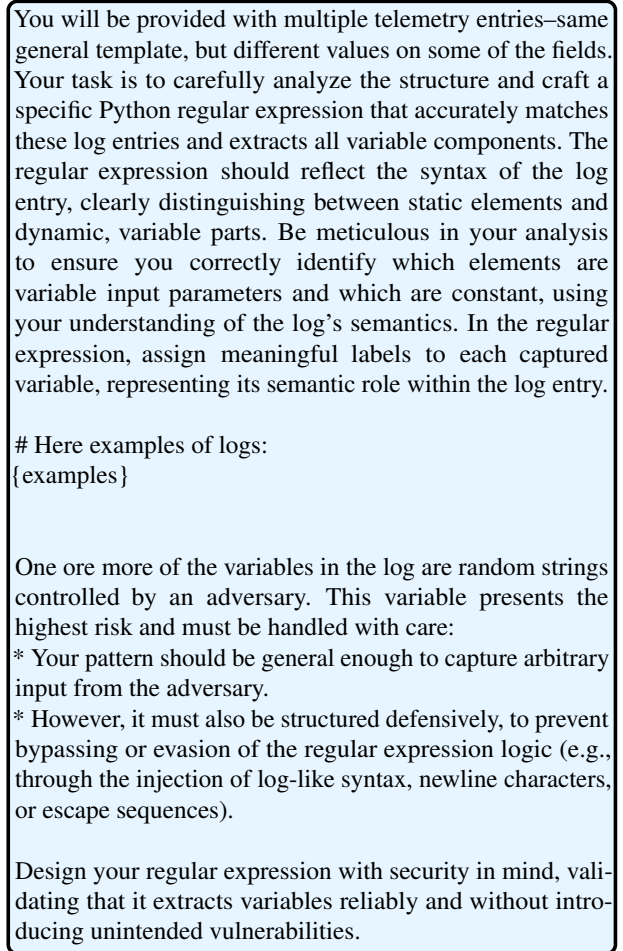 You will be provided with multiple telemetry entries–same
general template, but different values on some of the fields.
Your task is to carefully analyze the structure and craft a
specific Python regular expression that accurately matches
these log entries and extracts all variable components. The
regular expression should reflect the syntax of the log
entry, clearly distinguishing between static elements and
dynamic, variable parts. Be meticulous in your analysis
to ensure you correctly identify which elements are
variable input parameters and which are constant, using
your understanding of the log's semantics. In the regular
expression, assign meaningful labels to each captured
variable, representing its semantic role within the log entry.

# Here examples of logs:
{examples}

One ore more of the variables in the log are random strings
controlled by an adversary. This variable presents the
highest risk and must be handled with care:
* Your pattern should be general enough to capture arbitrary
input from the adversary.
* However, it must also be structured defensively, to prevent
bypassing or evasion of the regular expression logic (e.g.,
through the injection of log-like syntax, newline characters,
or escape sequences).

Design your regular expression with security in mind, vali-
dating that it extracts variables reliably and without intro-
ducing unintended vulnerabilities.